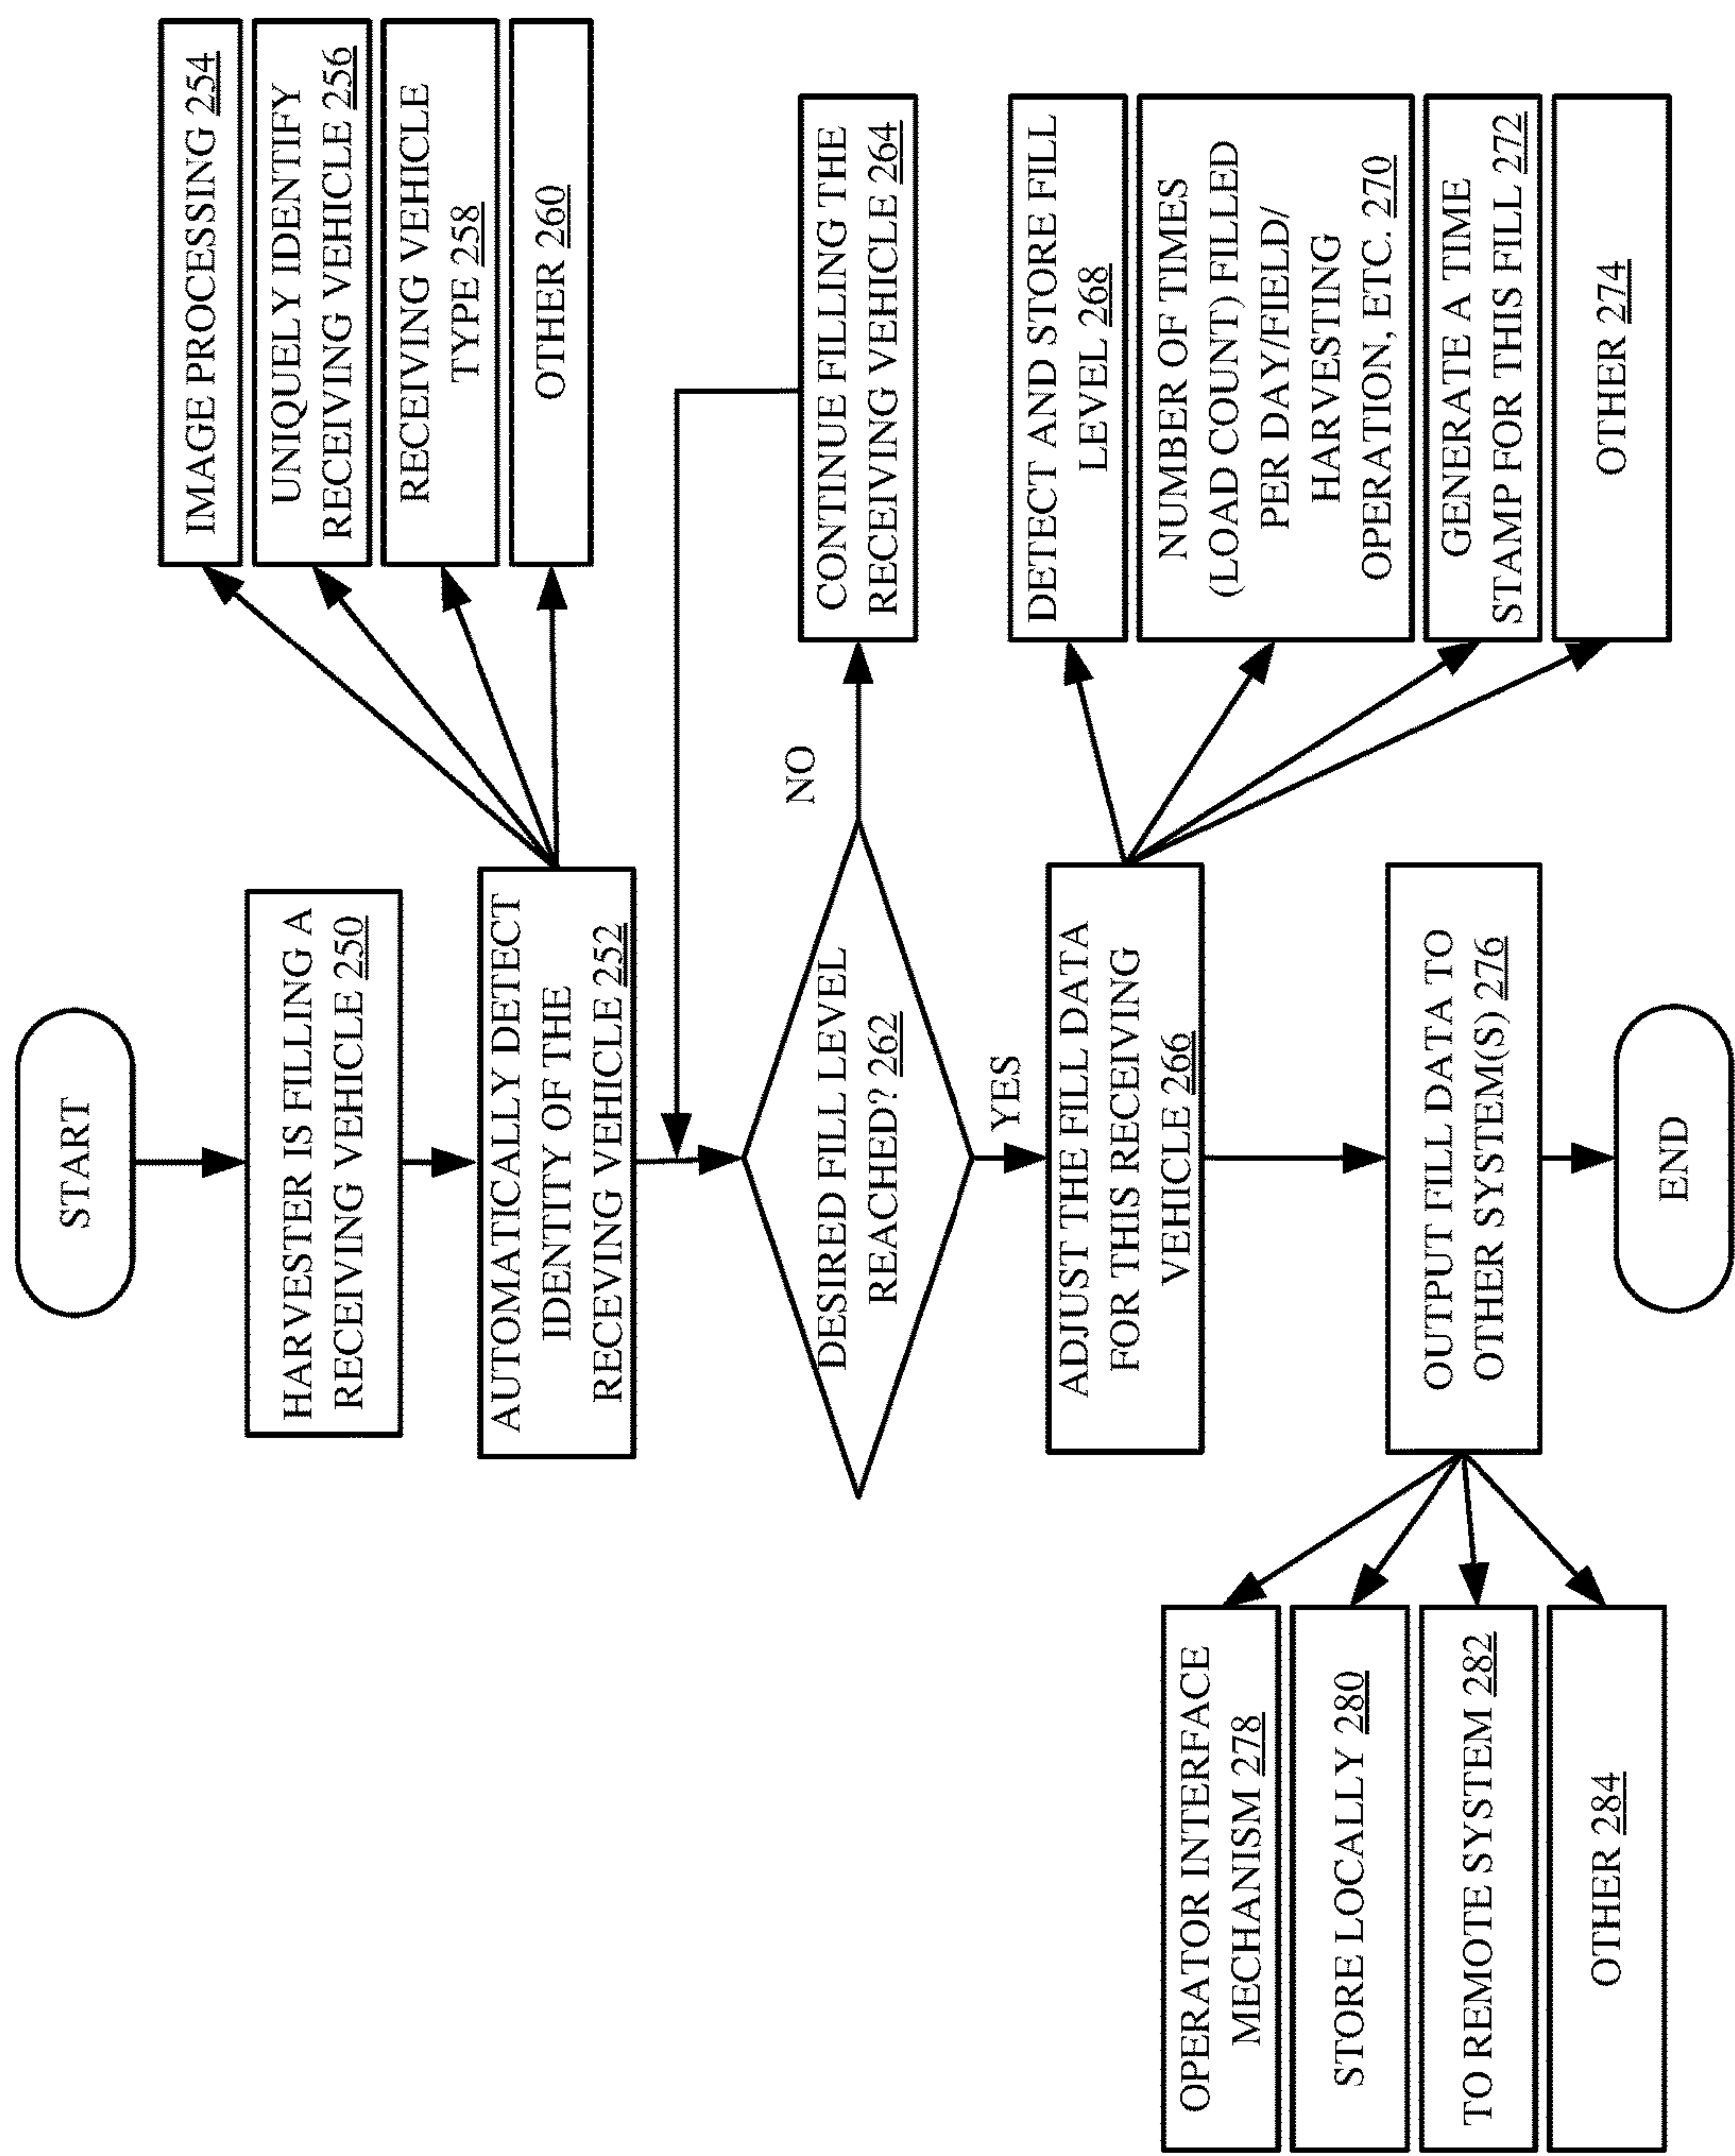 START
HARVESTER IS FILLING A
RECEIVING VEHICLE 250
AUTOMATICALLY DETECT
IDENTITY OF THE
RECEVING VEHICLE 252
IMAGE PROCESSING 254
UNIQUELY IDENTIFY
RECEIVING VEHICLE 256
RECEIVING VEHICLE
TYPE 258
OTHER 260
DESIRED FILL LEVEL
REACHED? 262
NO
CONTINUE FILLING THE
RECEIVING VEHICLE 264
YES
ADJUST THE FILL DATA
FOR THIS RECEIVING
VEHICLE 266
DETECT AND STORE FILL
LEVEL 268
NUMBER OF TIMES
(LOAD COUNT) FILLED
PER DAY/FIELD/
HARVESTING
OPERATION, ETC. 270
GENERATE A TIME
STAMP FOR THIS FILL 272
OTHER 274
OUTPUT FILL DATA TO
OTHER SYSTEM(S) 276
OPERATOR INTERFACE
MECHANISM 278
STORE LOCALLY 280
TO REMOTE SYSTEM 282
OTHER 284
END